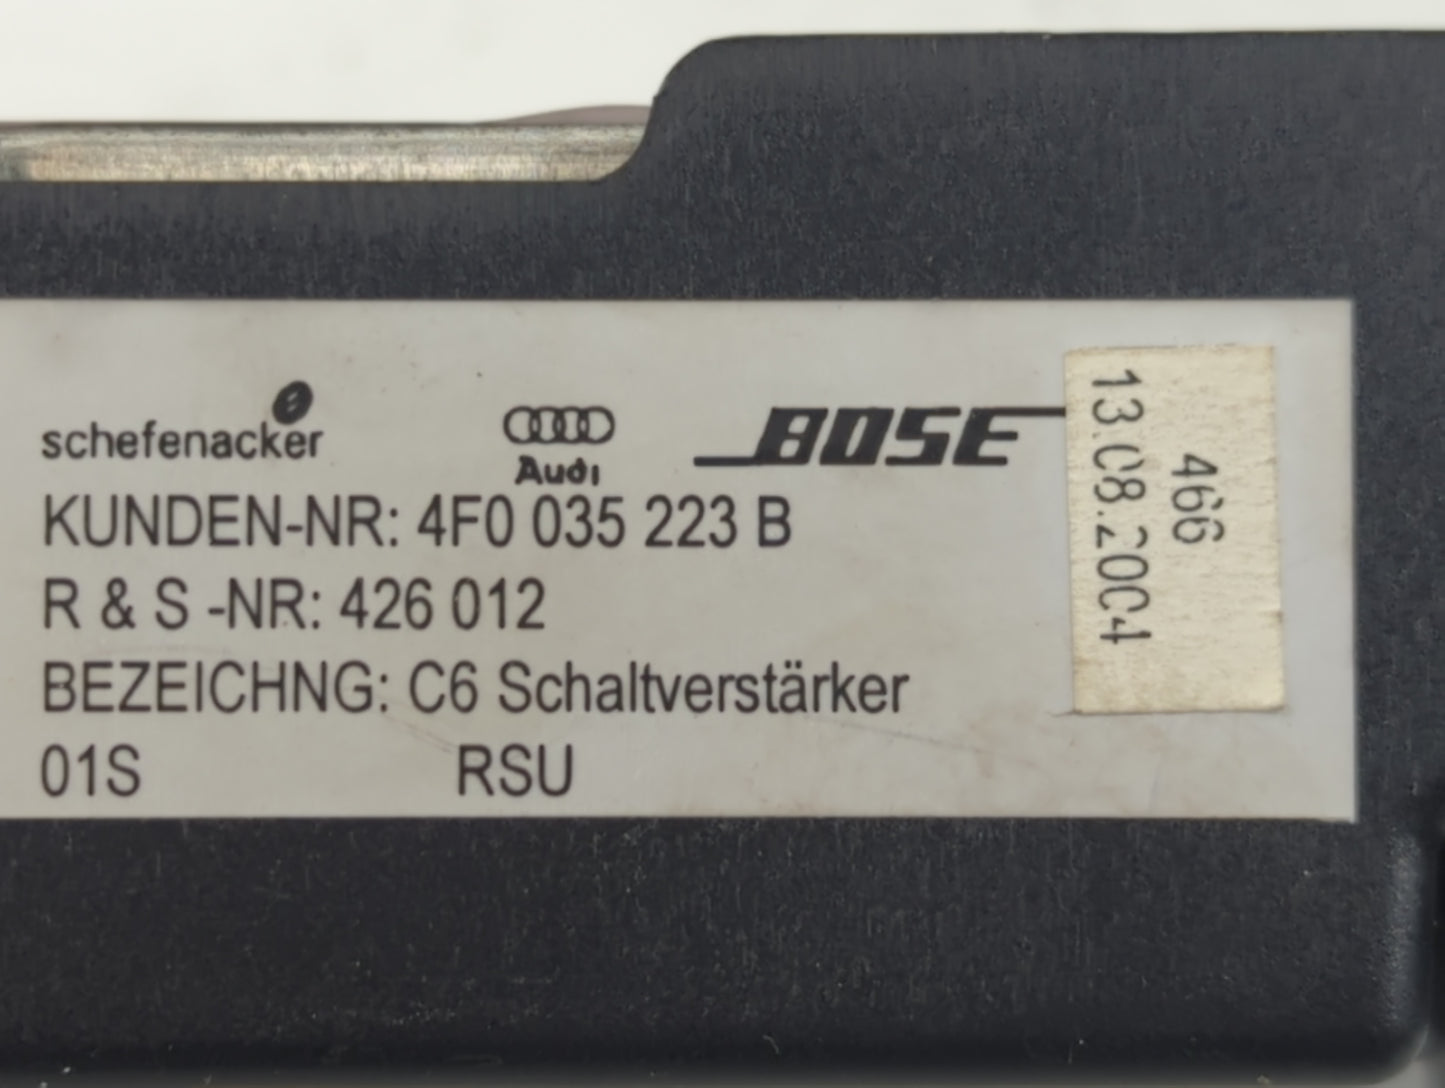 schefenacker
Audi
BOSE
KUNDEN-NR: 4F0 035 223 B
R & S -NR: 426 012
BEZEICHNG: C6 Schaltverstärker
01S RSU
466
13.08.2004